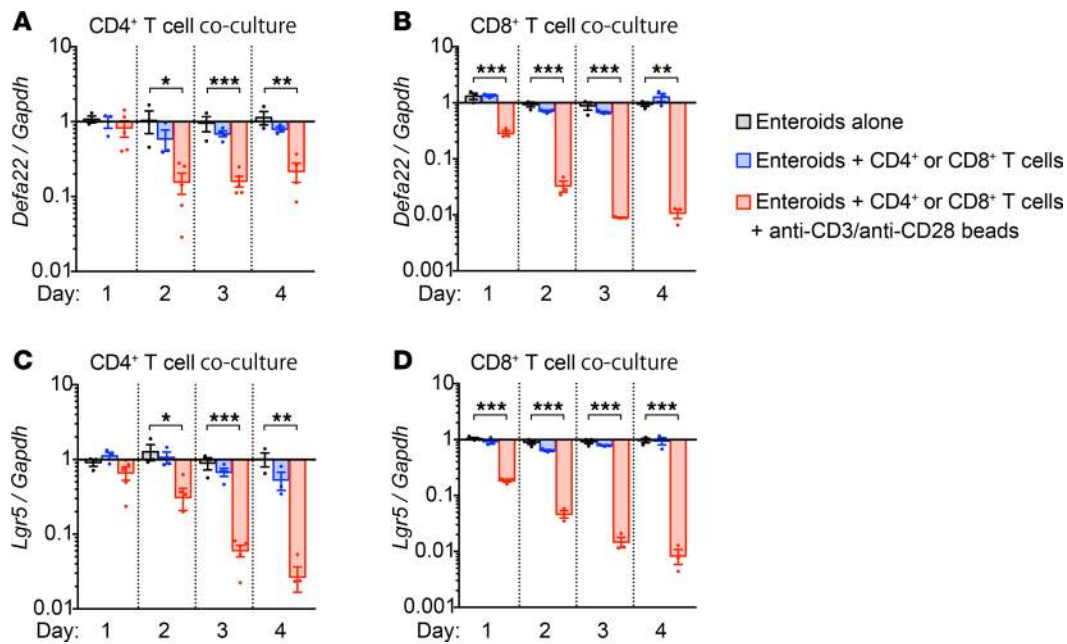 A
CD4⁺ T cell co-culture
10
1
0.1
0.01
Defa22 / Gapdh
* *** **
Day: 1 2 3 4
B
CD8⁺ T cell co-culture
10
1
0.1
0.01
0.001
Defa22 / Gapdh
*** *** *** **
Day: 1 2 3 4
Enteroids alone
Enteroids + CD4⁺ or CD8⁺ T cells
Enteroids + CD4⁺ or CD8⁺ T cells
+ anti-CD3/anti-CD28 beads
C
CD4⁺ T cell co-culture
10
1
0.1
0.01
Lgr5 / Gapdh
* *** **
Day: 1 2 3 4
D
CD8⁺ T cell co-culture
10
1
0.1
0.01
0.001
Lgr5 / Gapdh
*** *** *** ***
Day: 1 2 3 4